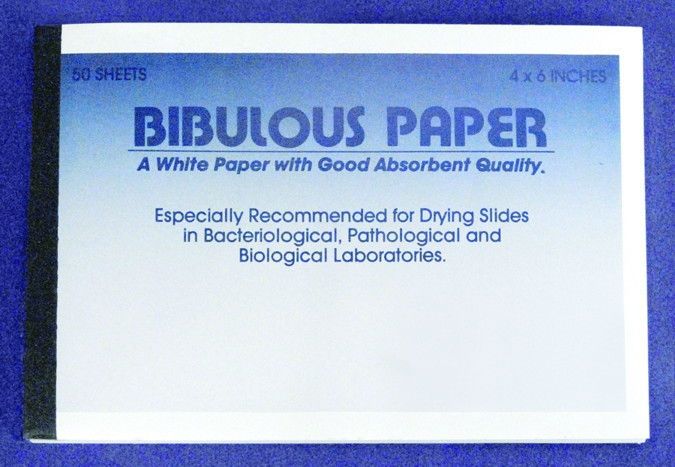 50 SHEETS
4 x 6 INCHES
BIBULOUS PAPER
A White Paper with Good Absorbent Quality.
Especially Recommended for Drying Slides
in Bacteriological, Pathological and
Biological Laboratories.